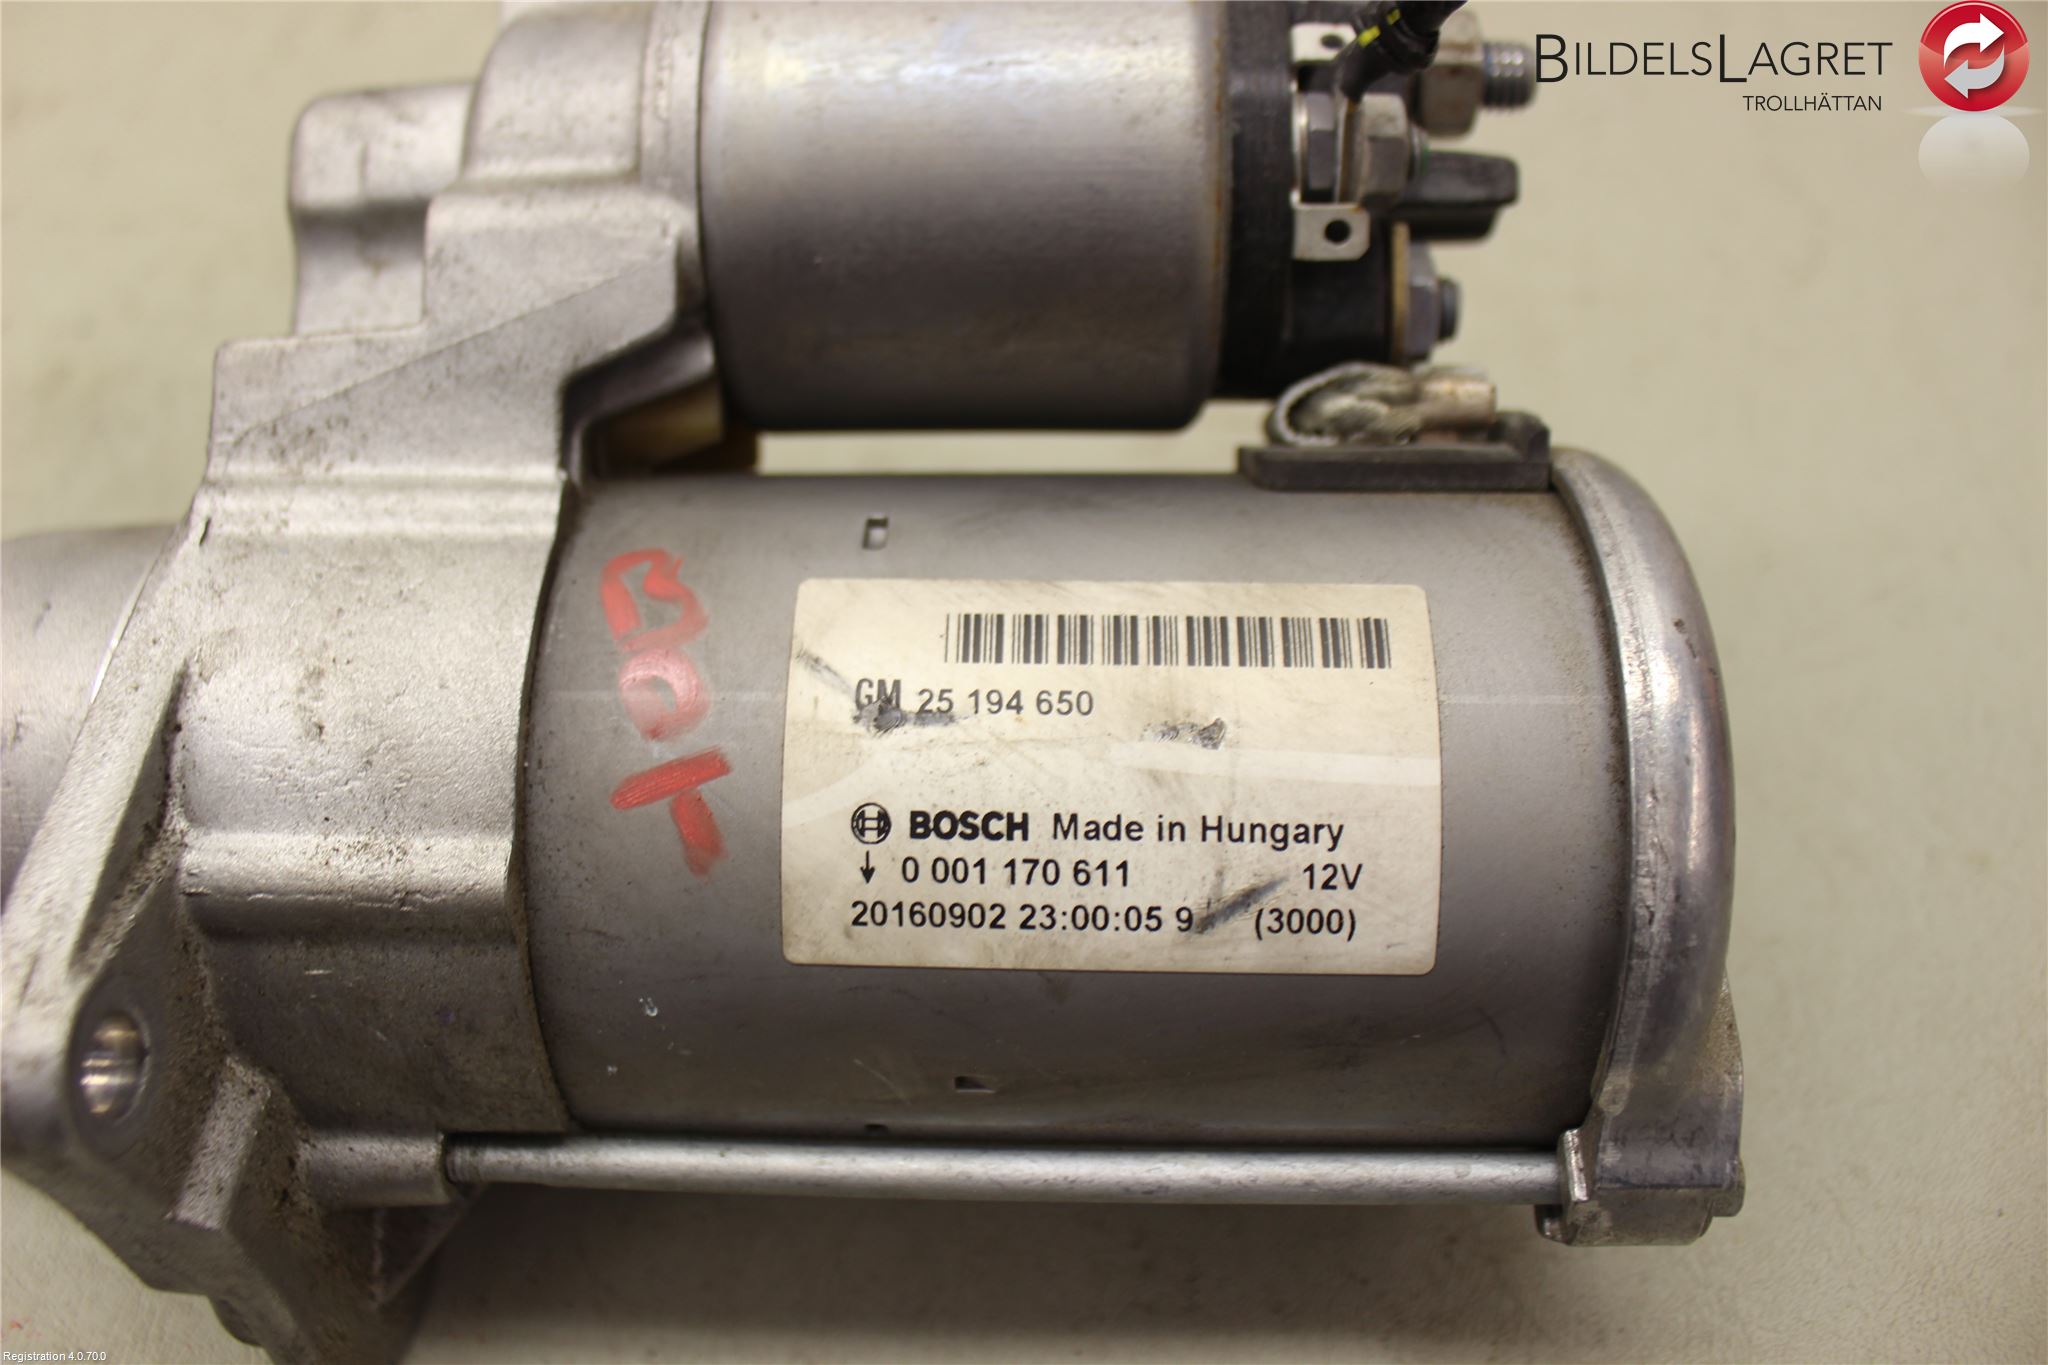 BILDELSLAGRET
TROLLHÄTTAN
GM 25 194 650
BOSCH Made in Hungary
↓ 0 001 170 611 12V
20160902 23:00:05 9 (3000)
Registration 4.0.70.0